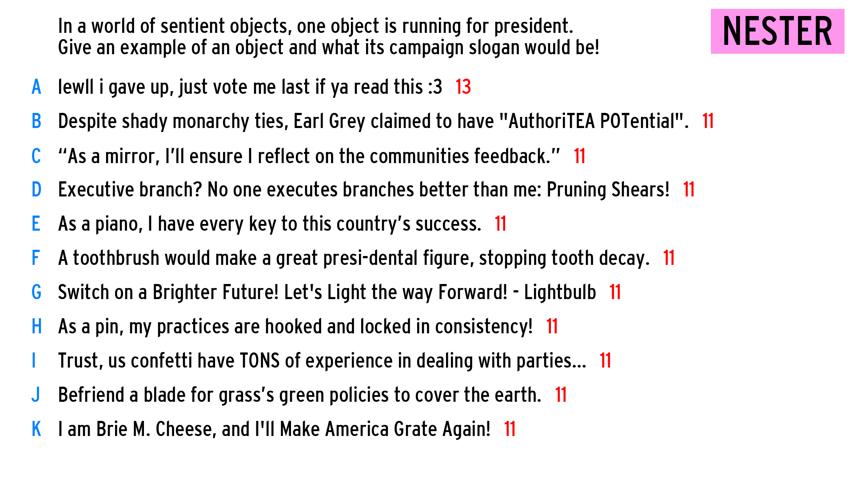 In a world of sentient objects, one object is running for president.
Give an example of an object and what its campaign slogan would be!
NESTER
A lewll i gave up, just vote me last if ya read this :3 13
B Despite shady monarchy ties, Earl Grey claimed to have "AuthoriTEA POTential". 11
C “As a mirror, I’ll ensure I reflect on the communities feedback.” 11
D Executive branch? No one executes branches better than me: Pruning Shears! 11
E As a piano, I have every key to this country’s success. 11
F A toothbrush would make a great presi-dental figure, stopping tooth decay. 11
G Switch on a Brighter Future! Let's Light the way Forward! - Lightbulb 11
H As a pin, my practices are hooked and locked in consistency! 11
I Trust, us confetti have TONS of experience in dealing with parties... 11
J Befriend a blade for grass’s green policies to cover the earth. 11
K I am Brie M. Cheese, and I'll Make America Grate Again! 11